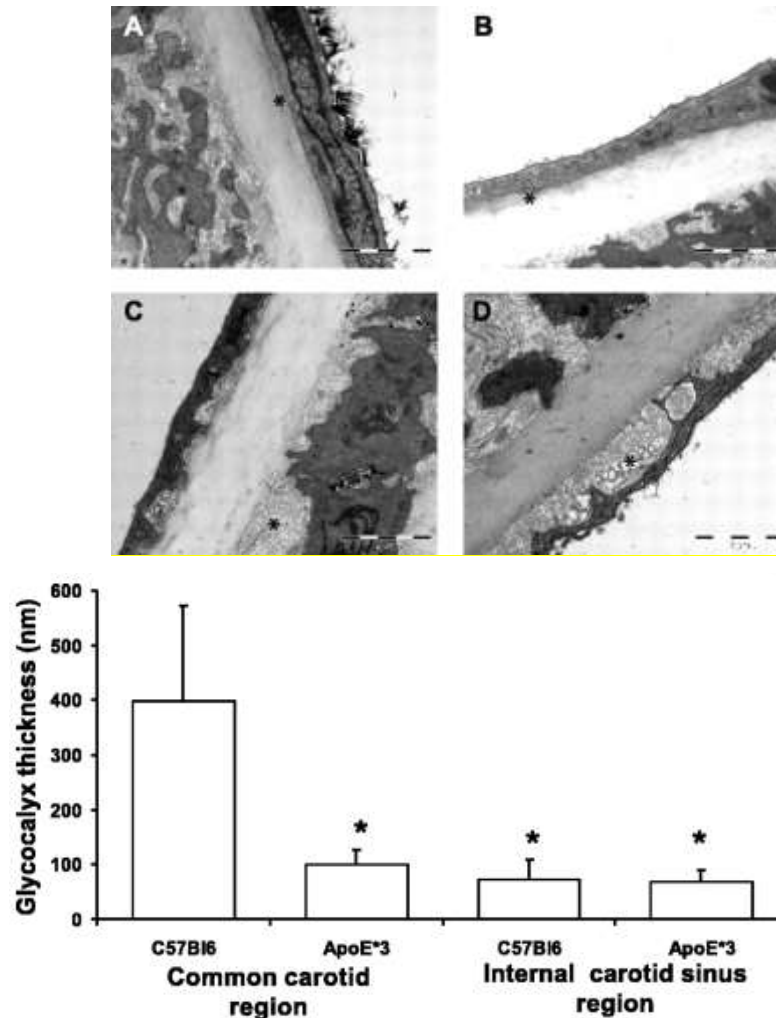 A
B
*
*
C
D
*
*
600
500
400
300
200
100
0
Glycocalyx thickness (nm)
*
*
*
C57Bl6
ApoE*3
C57Bl6
ApoE*3
Common carotid
region
Internal carotid sinus
region